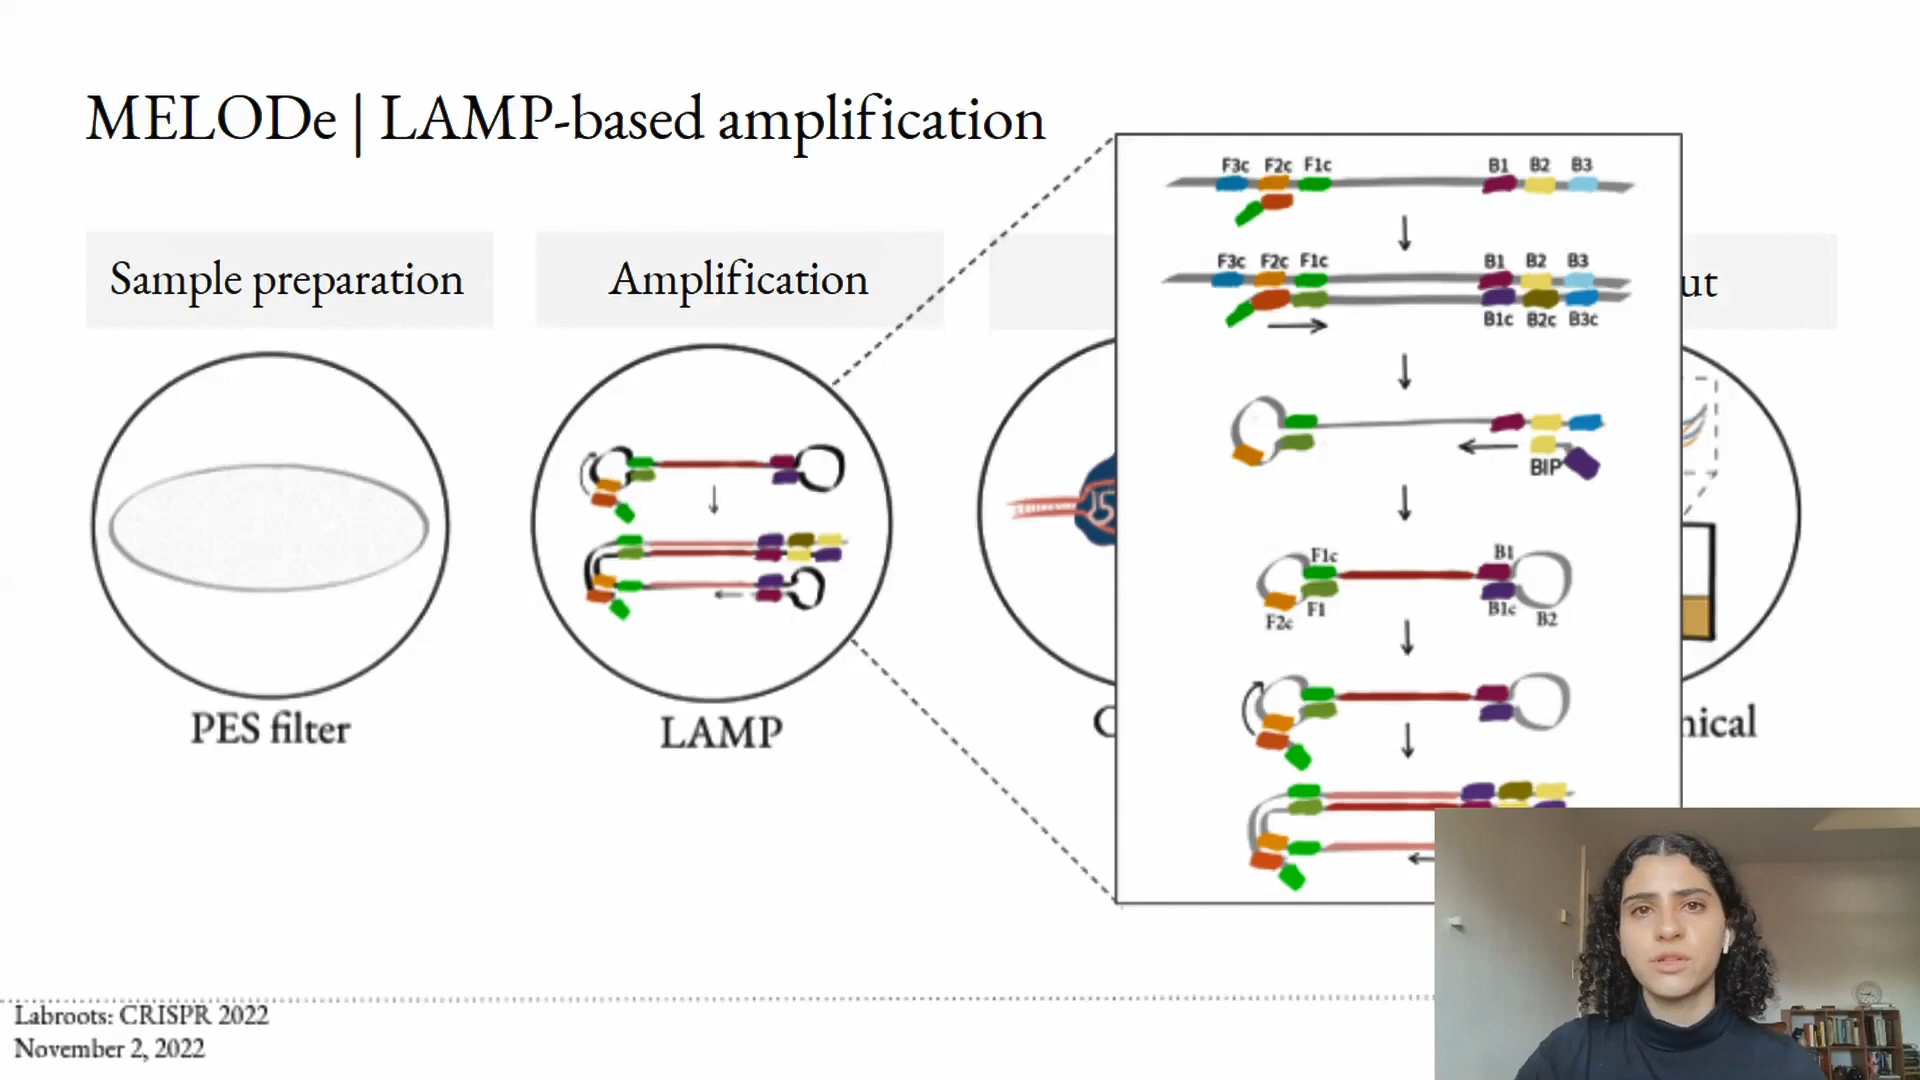 MELODe | LAMP-based amplification
Sample preparation
Amplification
ut
PES filter
LAMP
C
nical
F3c F2c F1c
B1 B2 B3
F3c F2c F1c
B1 B2 B3
B1c B2c B3c
BIP
F1c
B1
F2c
F1
B1c
B2
Labroots: CRISPR 2022
November 2, 2022